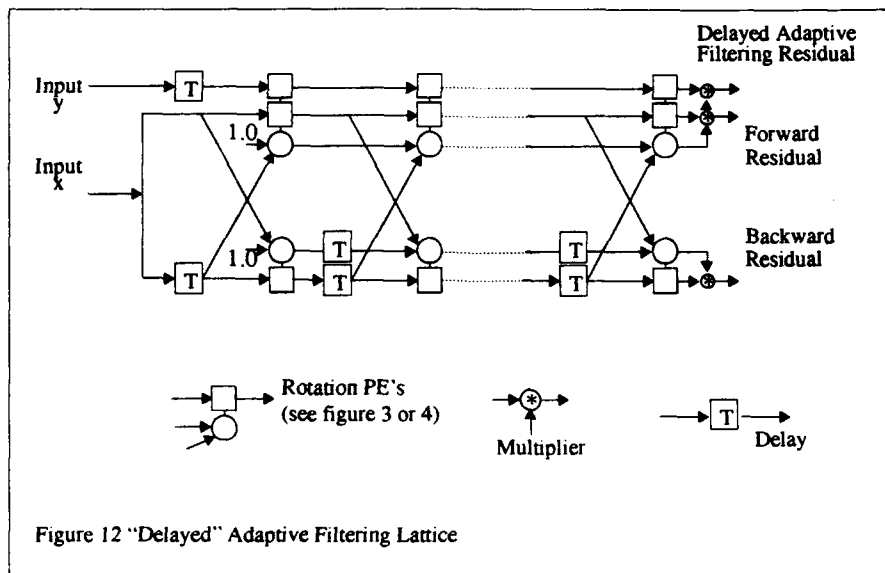 Delayed Adaptive
Filtering Residual
Input
y
T
1.0
Forward
Residual
Input
x
1.0
T
T
Backward
Residual
T
T
T
Rotation PE's
(see figure 3 or 4)
*
Multiplier
T
Delay
Figure 12 "Delayed" Adaptive Filtering Lattice